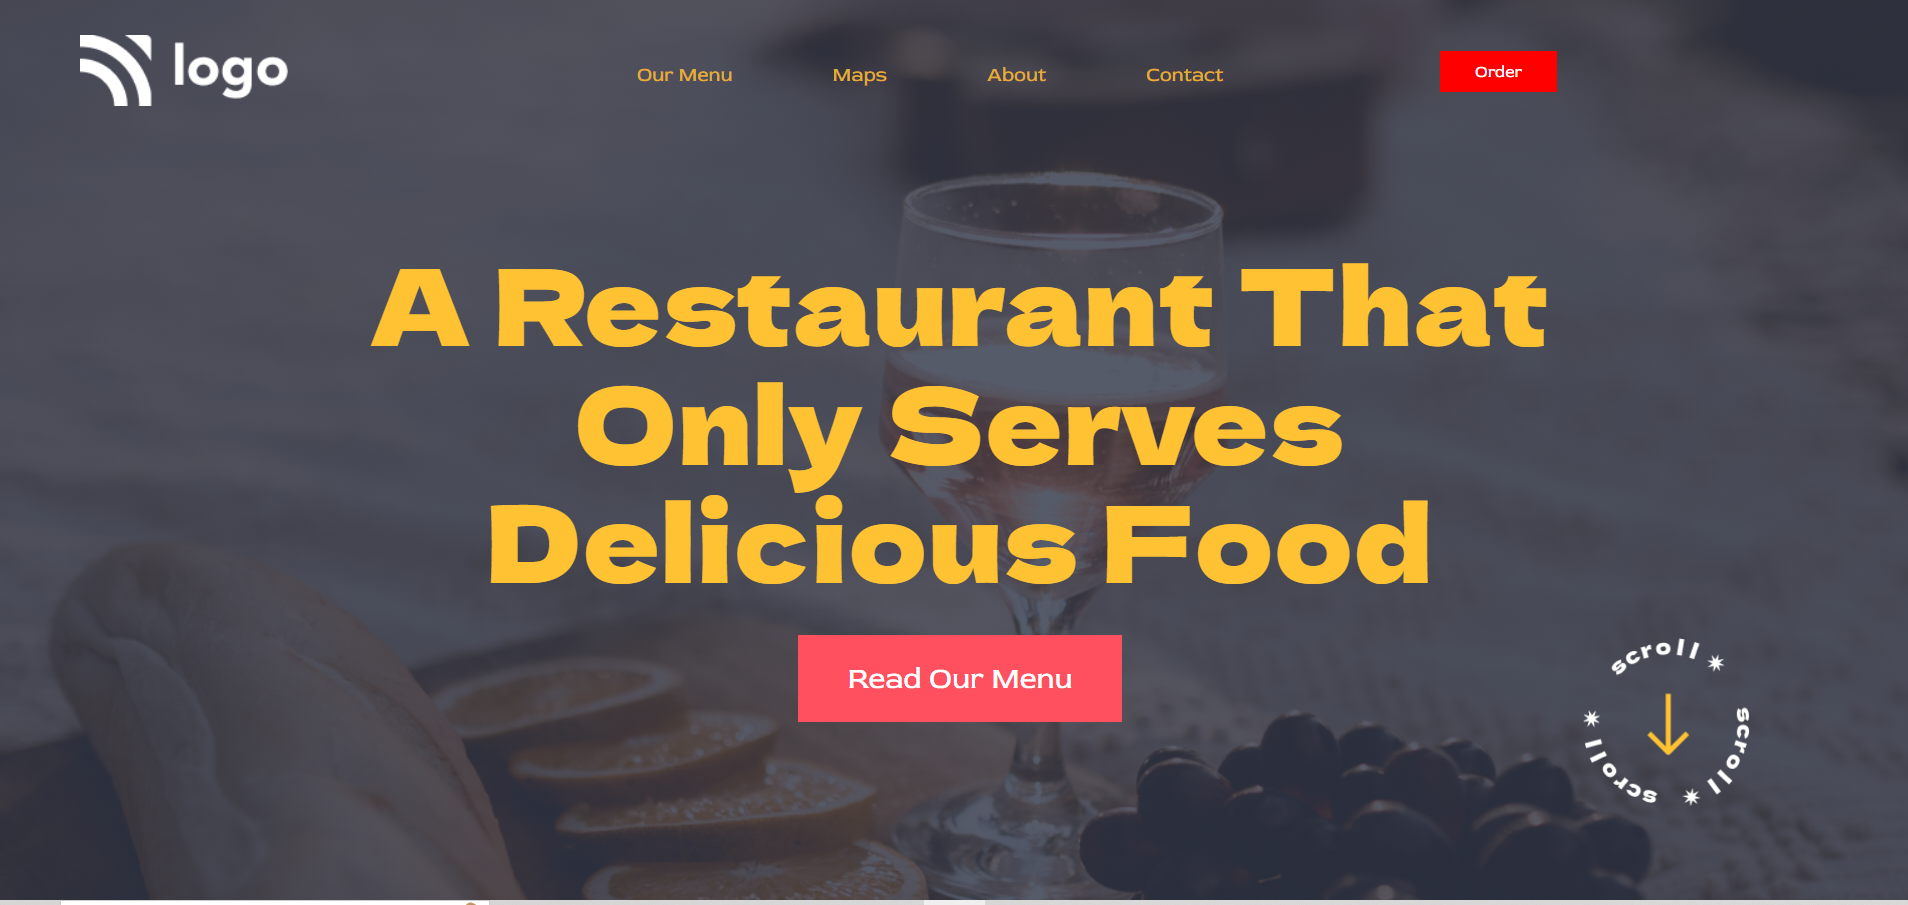 logo
Our Menu
Maps
About
Contact
Order
A Restaurant That
Only Serves
Delicious Food
Read Our Menu
scroll
scroll
scroll